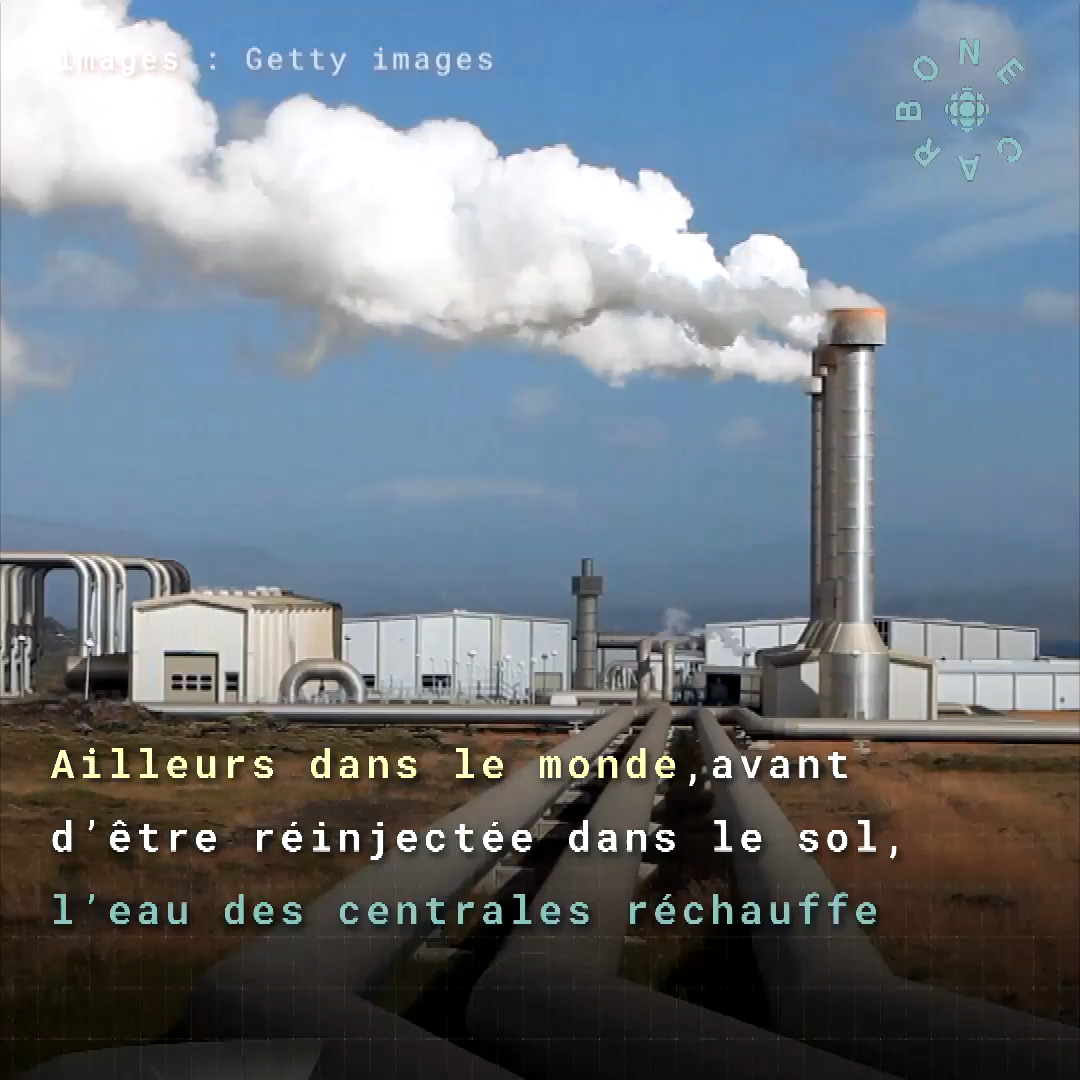 images : Getty images
CARBONE
Ailleurs dans le monde,avant
d'être réinjectée dans le sol,
l'eau des centrales réchauffe